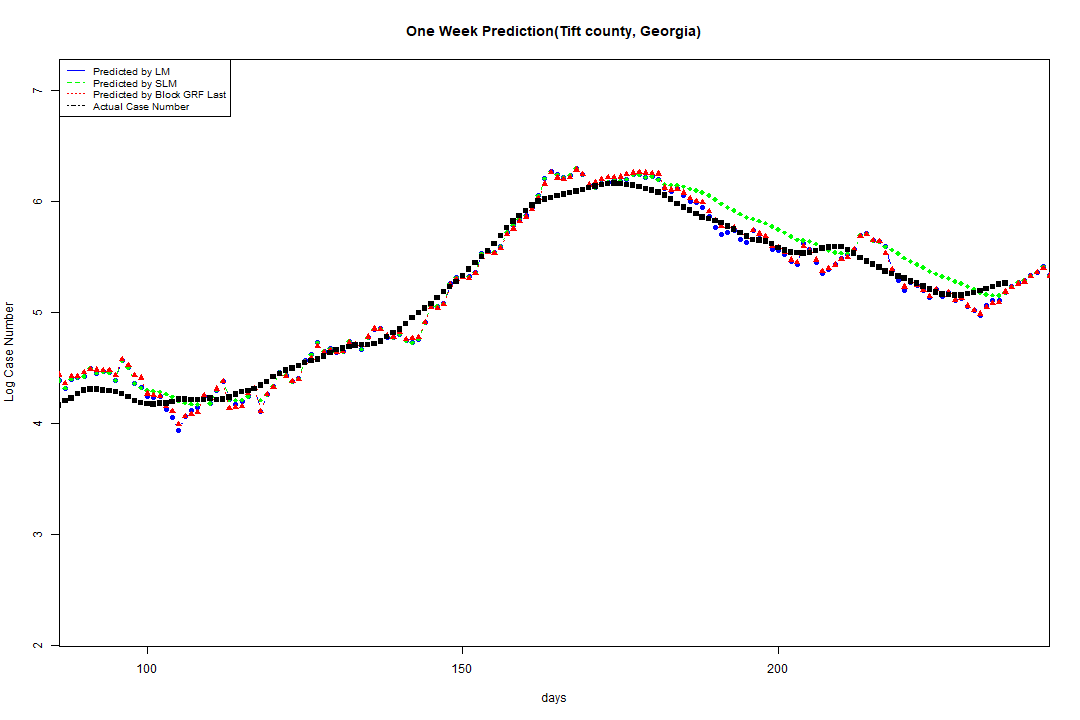 One Week Prediction(Tift county, Georgia)
Predicted by LM
Predicted by SLM
Predicted by Block GRF Last
Actual Case Number
7
6
5
4
3
2
Log Case Number
100 150 200
days